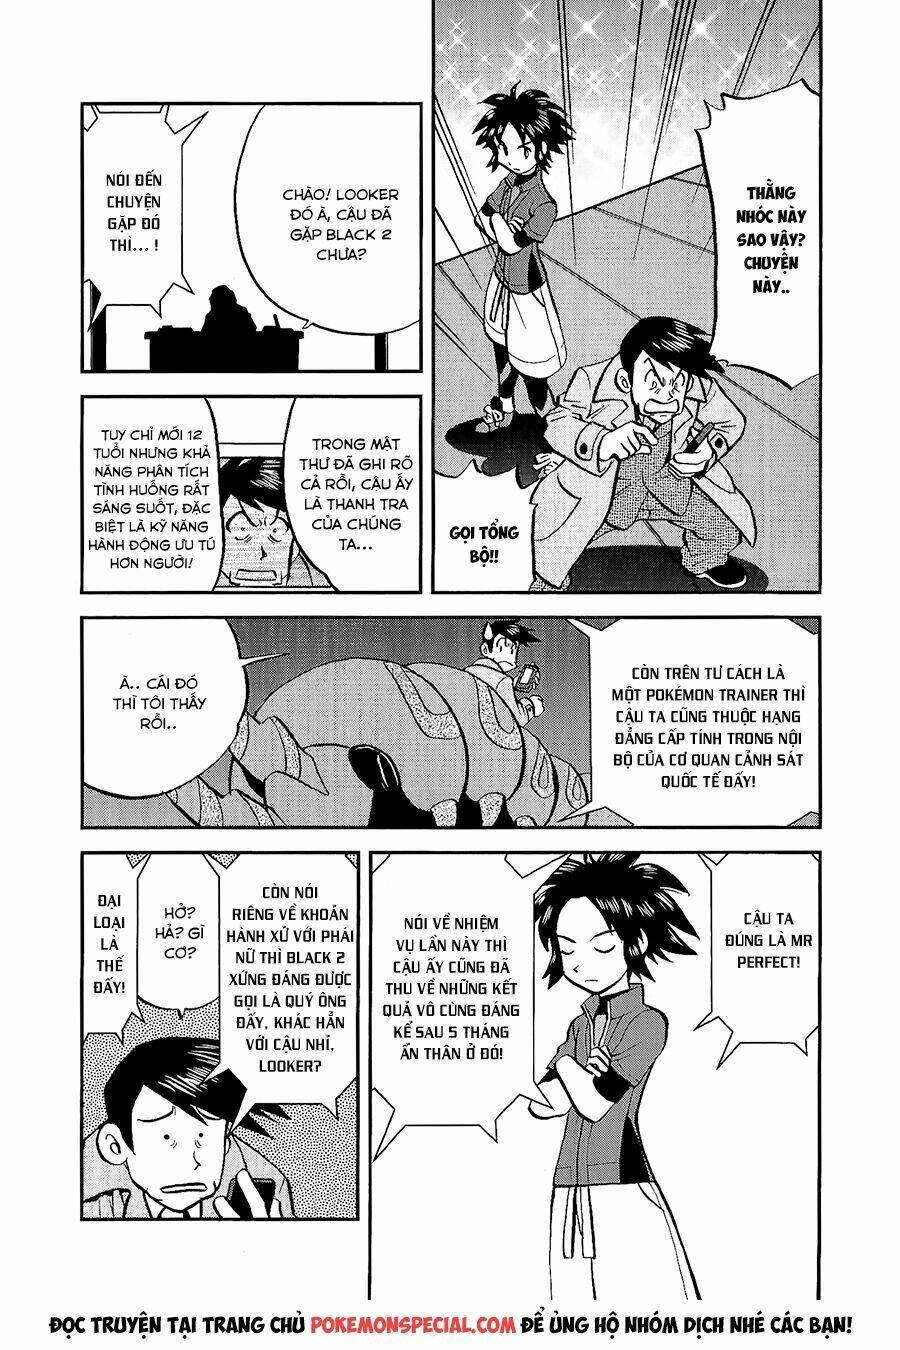 THẰNG
NHÓC NÀY
SAO VẬY?
CHUYỆN
NÀY..
GỌI TỔNG
BỘ!!
CHÀO! LOOKER
ĐÓ À, CẬU ĐÃ
GẶP BLACK 2
CHƯA?
NÓI ĐẾN
CHUYỆN
GẶP ĐÓ
THÌ... !
TRONG MẬT
THƯ ĐÃ GHI RÕ
CẢ RỒI, CẬU ẤY
LÀ THANH TRA
CỦA CHÚNG
TA...
TUY CHỈ MỚI 12
TUỔI NHƯNG KHẢ
NĂNG PHÂN TÍCH
TÌNH HUỐNG RẤT
SÁNG SUỐT, ĐẶC
BIỆT LÀ KỸ NĂNG
HÀNH ĐỘNG ƯU TÚ
HƠN NGƯỜI!
CÒN TRÊN TƯ CÁCH LÀ
MỘT POKÉMON TRAINER THÌ
CẬU TA CŨNG THUỘC HẠNG
ĐẲNG CẤP TÍNH TRONG NỘI
BỘ CỦA CƠ QUAN CẢNH SÁT
QUỐC TẾ ĐẤY!
À.. CÁI ĐÓ
THÌ TÔI THẤY
RỒI..
CẬU TA
ĐÚNG LÀ MR
PERFECT!
NÓI VỀ NHIỆM
VỤ LẦN NÀY THÌ
CẬU ẤY CŨNG ĐÃ
THU VỀ NHỮNG KẾT
QUẢ VÔ CÙNG ĐÁNG
KỂ SAU 5 THÁNG
ẨN THÂN Ở ĐÓ!
CÒN NÓI
RIÊNG VỀ KHOẢN
HÀNH XỬ VỚI PHÁI
NỮ THÌ BLACK 2
XỨNG ĐÁNG ĐƯỢC
GỌI LÀ QUÝ ÔNG
ĐẤY, KHÁC HẲN
VỚI CẬU NHỈ,
LOOKER?
HỞ?
HẢ? GÌ
CƠ?
ĐẠI
LOẠI
LÀ
THẾ
ĐẤY!
ĐỌC TRUYỆN TẠI TRANG CHỦ POKEMONSPECIAL.COM ĐỂ ỦNG HỘ NHÓM DỊCH NHÉ CÁC BẠN!